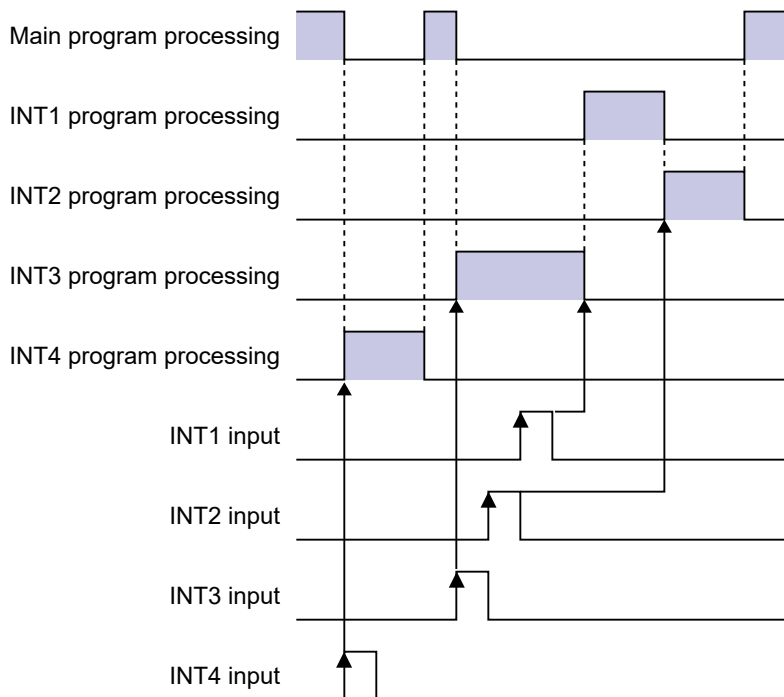 Main program processing
INT1 program processing
INT2 program processing
INT3 program processing
INT4 program processing
INT1 input
INT2 input
INT3 input
INT4 input